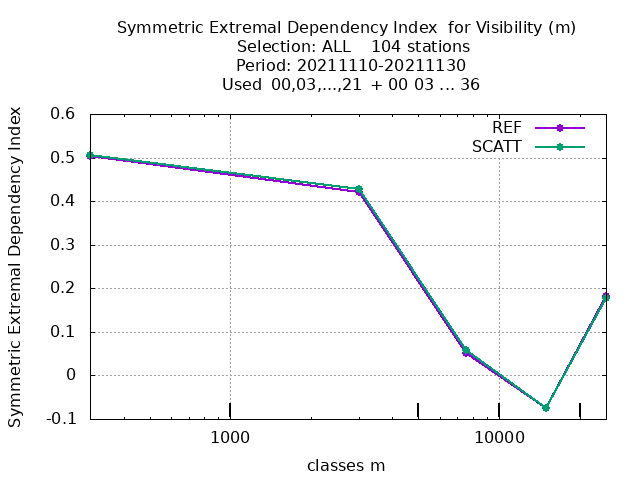 Symmetric Extremal Dependency Index  for Visibility (m)
Selection: ALL    104 stations
Period: 20211110-20211130
Used  00,03,...,21  + 00 03 ... 36
Symmetric Extremal Dependency Index
0.6
0.5
0.4
0.3
0.2
0.1
0
-0.1
REF
SCATT
1000
10000
classes m